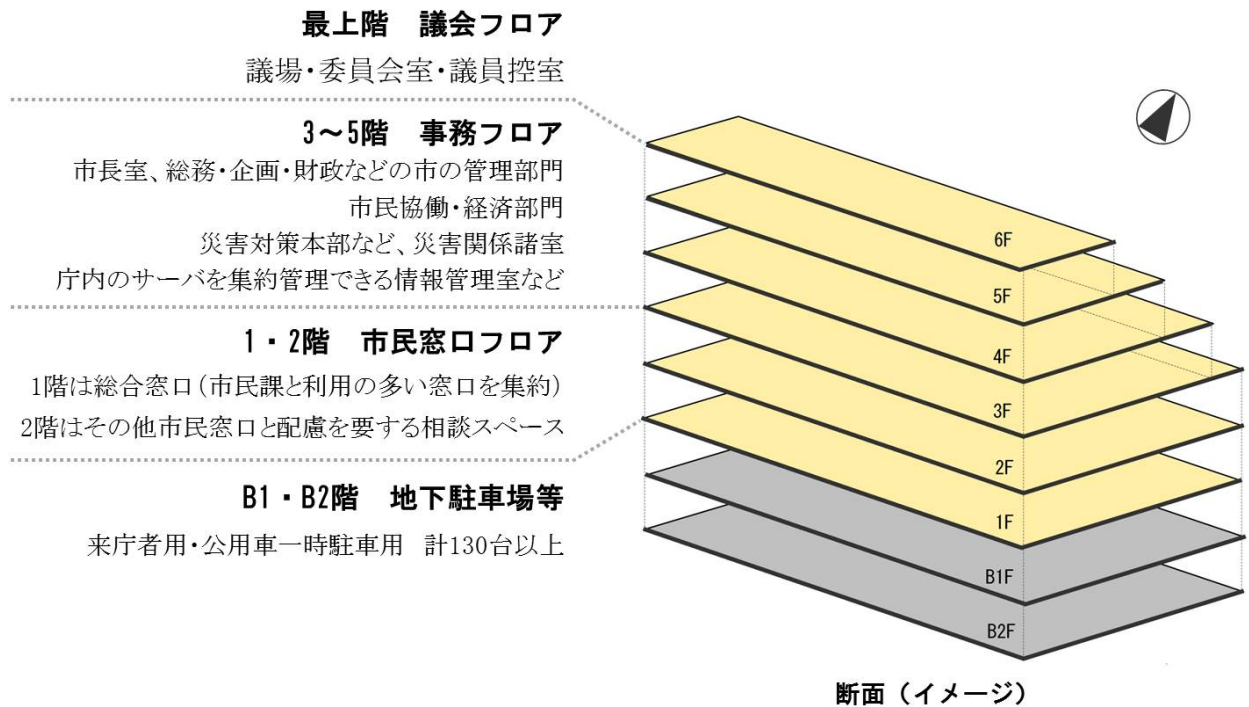 最上階　議会フロア
議場・委員会室・議員控室
3～5階　事務フロア
市長室、総務・企画・財政などの市の管理部門
市民協働・経済部門
災害対策本部など、災害関係諸室
庁内のサーバを集約管理できる情報管理室など
1・2階　市民窓口フロア
1階は総合窓口(市民課と利用の多い窓口を集約)
2階はその他市民窓口と配慮を要する相談スペース
B1・B2階　地下駐車場等
来庁者用・公用車一時駐車用　計130台以上
6F
5F
4F
3F
2F
1F
B1F
B2F
断面（イメージ）